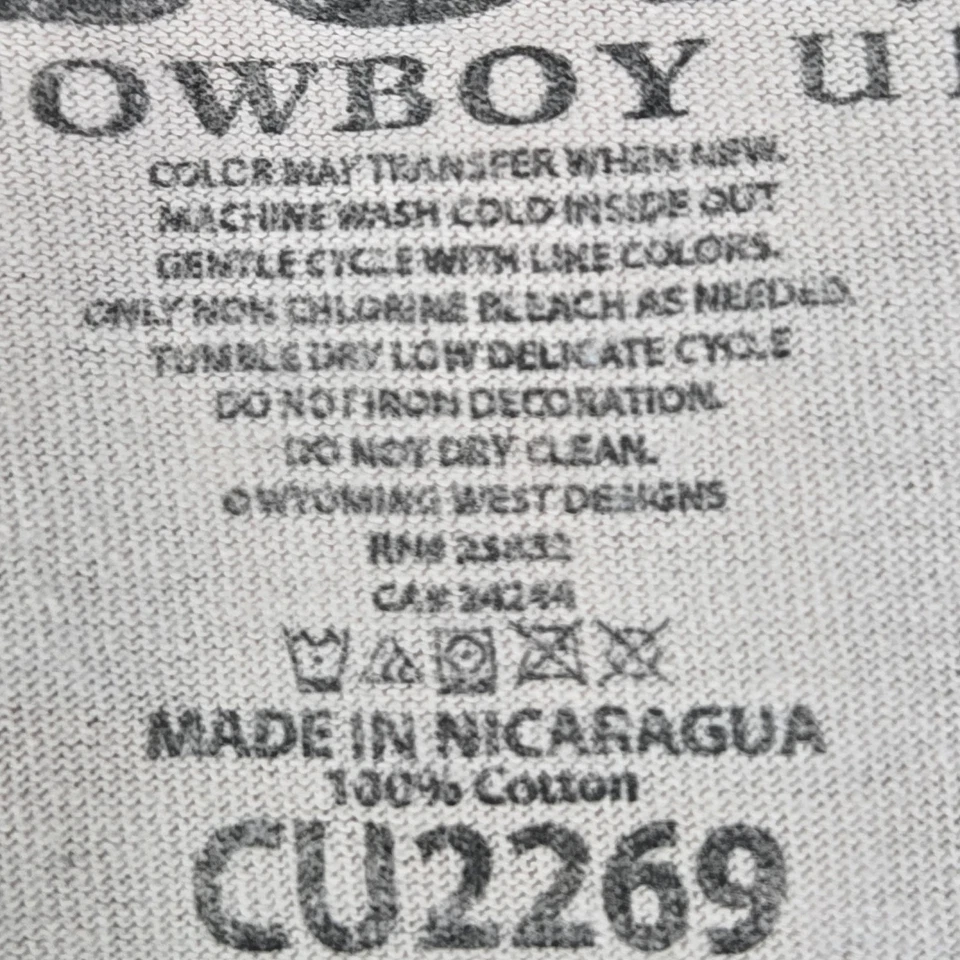 OWBOY U
COLOR MAY TRANSFER WHEN NEW.
MACHINE WASH COLD INSIDE OUT
GENTLE CYCLE WITH LIKE COLORS.
ONLY NON CHLORINE BLEACH AS NEEDED.
TUMBLE DRY LOW DELICATE CYCLE
DO NOT IRON DECORATION.
DO NOT DRY CLEAN.
© WYOMING WEST DESIGNS
RN#
CA#
MADE IN NICARAGUA
100% Cotton
CU2269